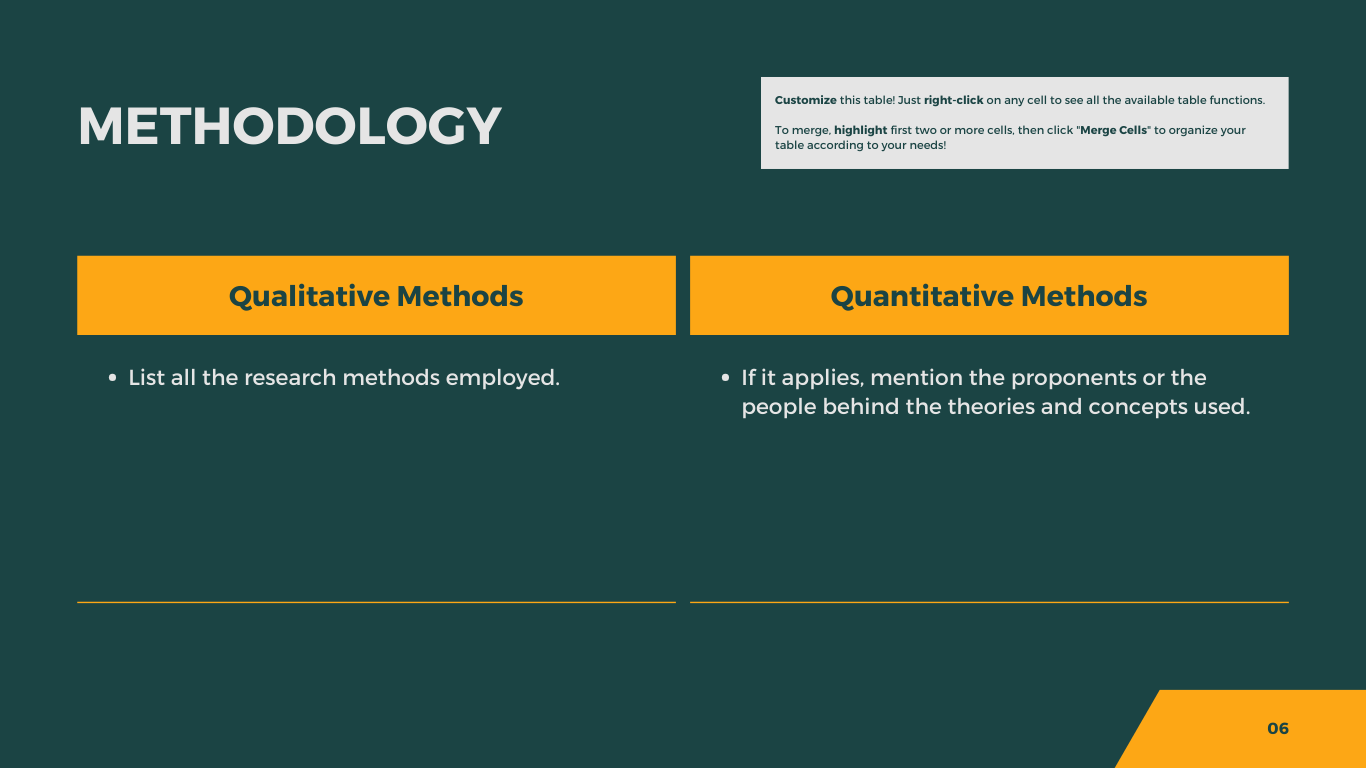 METHODOLOGY
Customize this table! Just right-click on any cell to see all the available table functions.
To merge, highlight first two or more cells, then click "Merge Cells" to organize your
table according to your needs!
Qualitative Methods
• List all the research methods employed.
Quantitative Methods
• If it applies, mention the proponents or the
people behind the theories and concepts used.
06